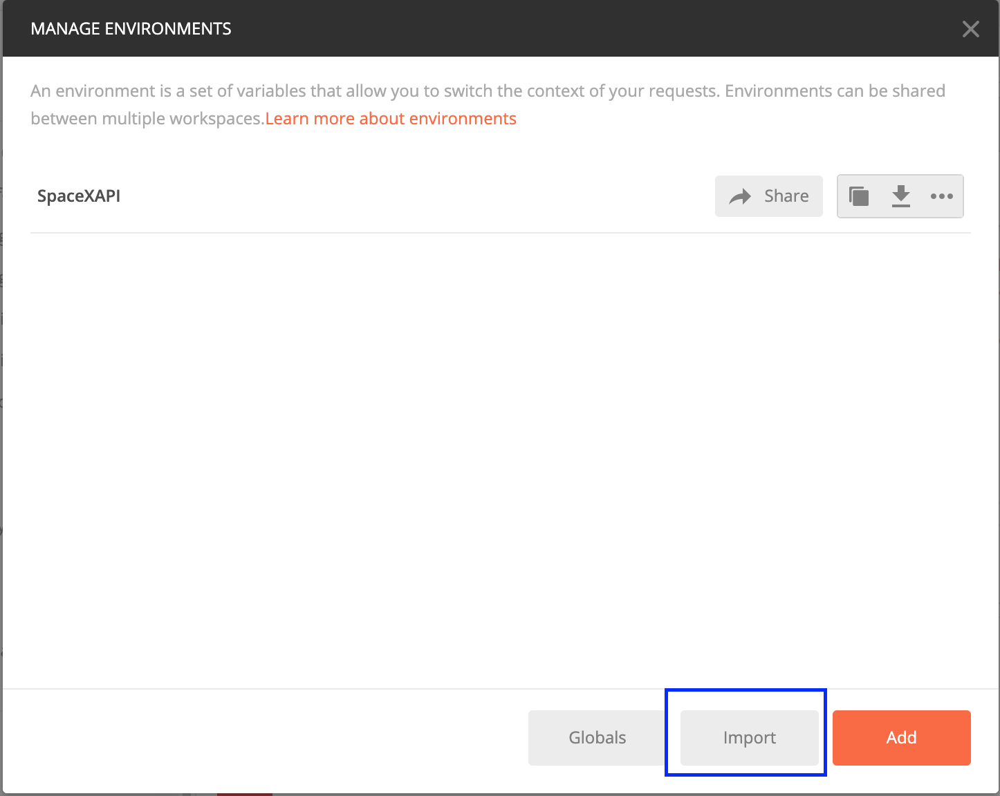 MANAGE ENVIRONMENTS
An environment is a set of variables that allow you to switch the context of your requests. Environments can be shared
between multiple workspaces.Learn more about environments
SpaceXAPI
Share
Globals
Import
Add